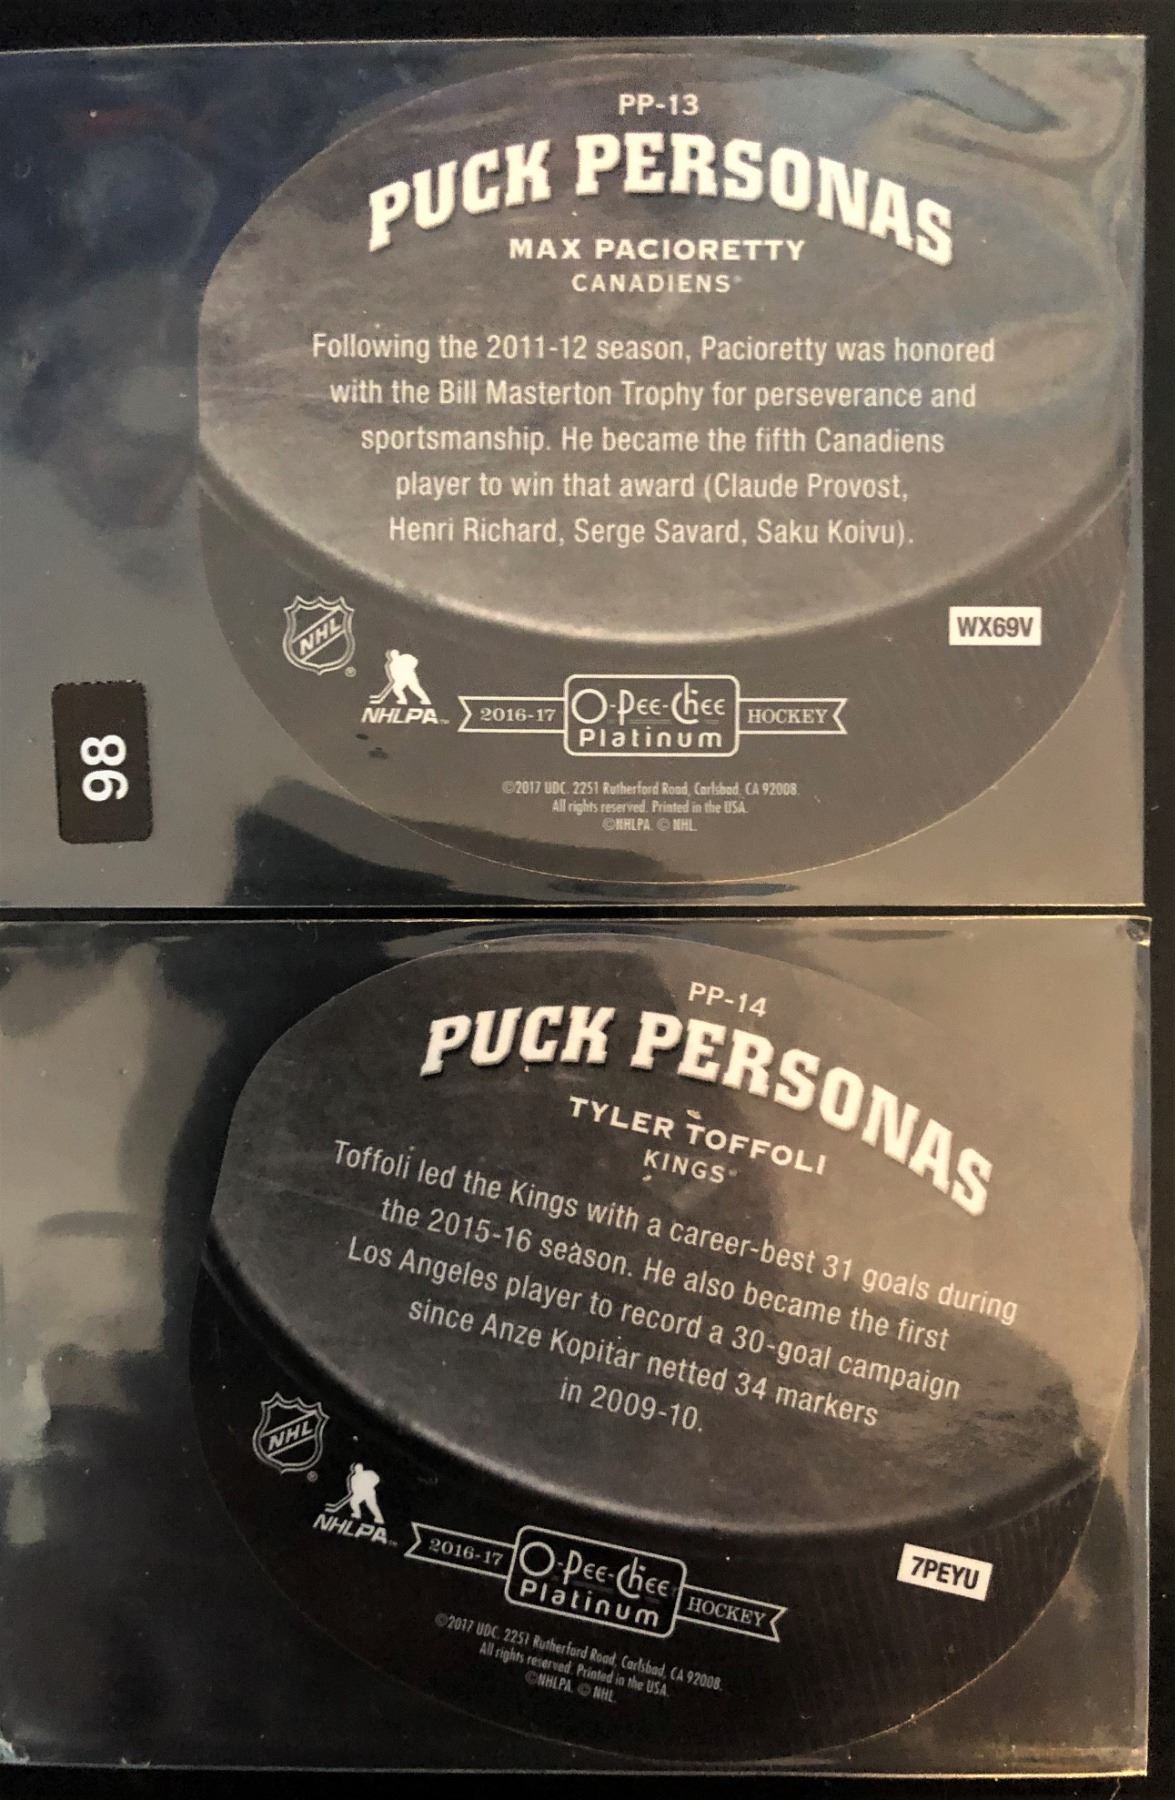 PP-13
PUCK PERSONAS
MAX PACIORETTY
CANADIENS®
Following the 2011-12 season, Pacioretty was honored
with the Bill Masterton Trophy for perseverance and
sportsmanship. He became the fifth Canadiens
player to win that award (Claude Provost,
Henri Richard, Serge Savard, Saku Koivu).
WX69V
NHL®
NHLPA™
2016-17 O-Pee-Chee HOCKEY
Platinum
©2017 UDC. 2251 Rutherford Road, Carlsbad, CA 92008.
All rights reserved. Printed in the USA.
©NHLPA. © NHL.
98
PP-14
PUCK PERSONAS
TYLER TOFFOLI
KINGS®
Toffoli led the Kings with a career-best 31 goals during
the 2015-16 season. He also became the first
Los Angeles player to record a 30-goal campaign
since Anze Kopitar netted 34 markers
in 2009-10.
7PEYU
NHL®
NHLPA™
2016-17 O-Pee-Chee HOCKEY
Platinum
©2017 UDC. 2251 Rutherford Road, Carlsbad, CA 92008.
All rights reserved. Printed in the USA.
©NHLPA. © NHL.